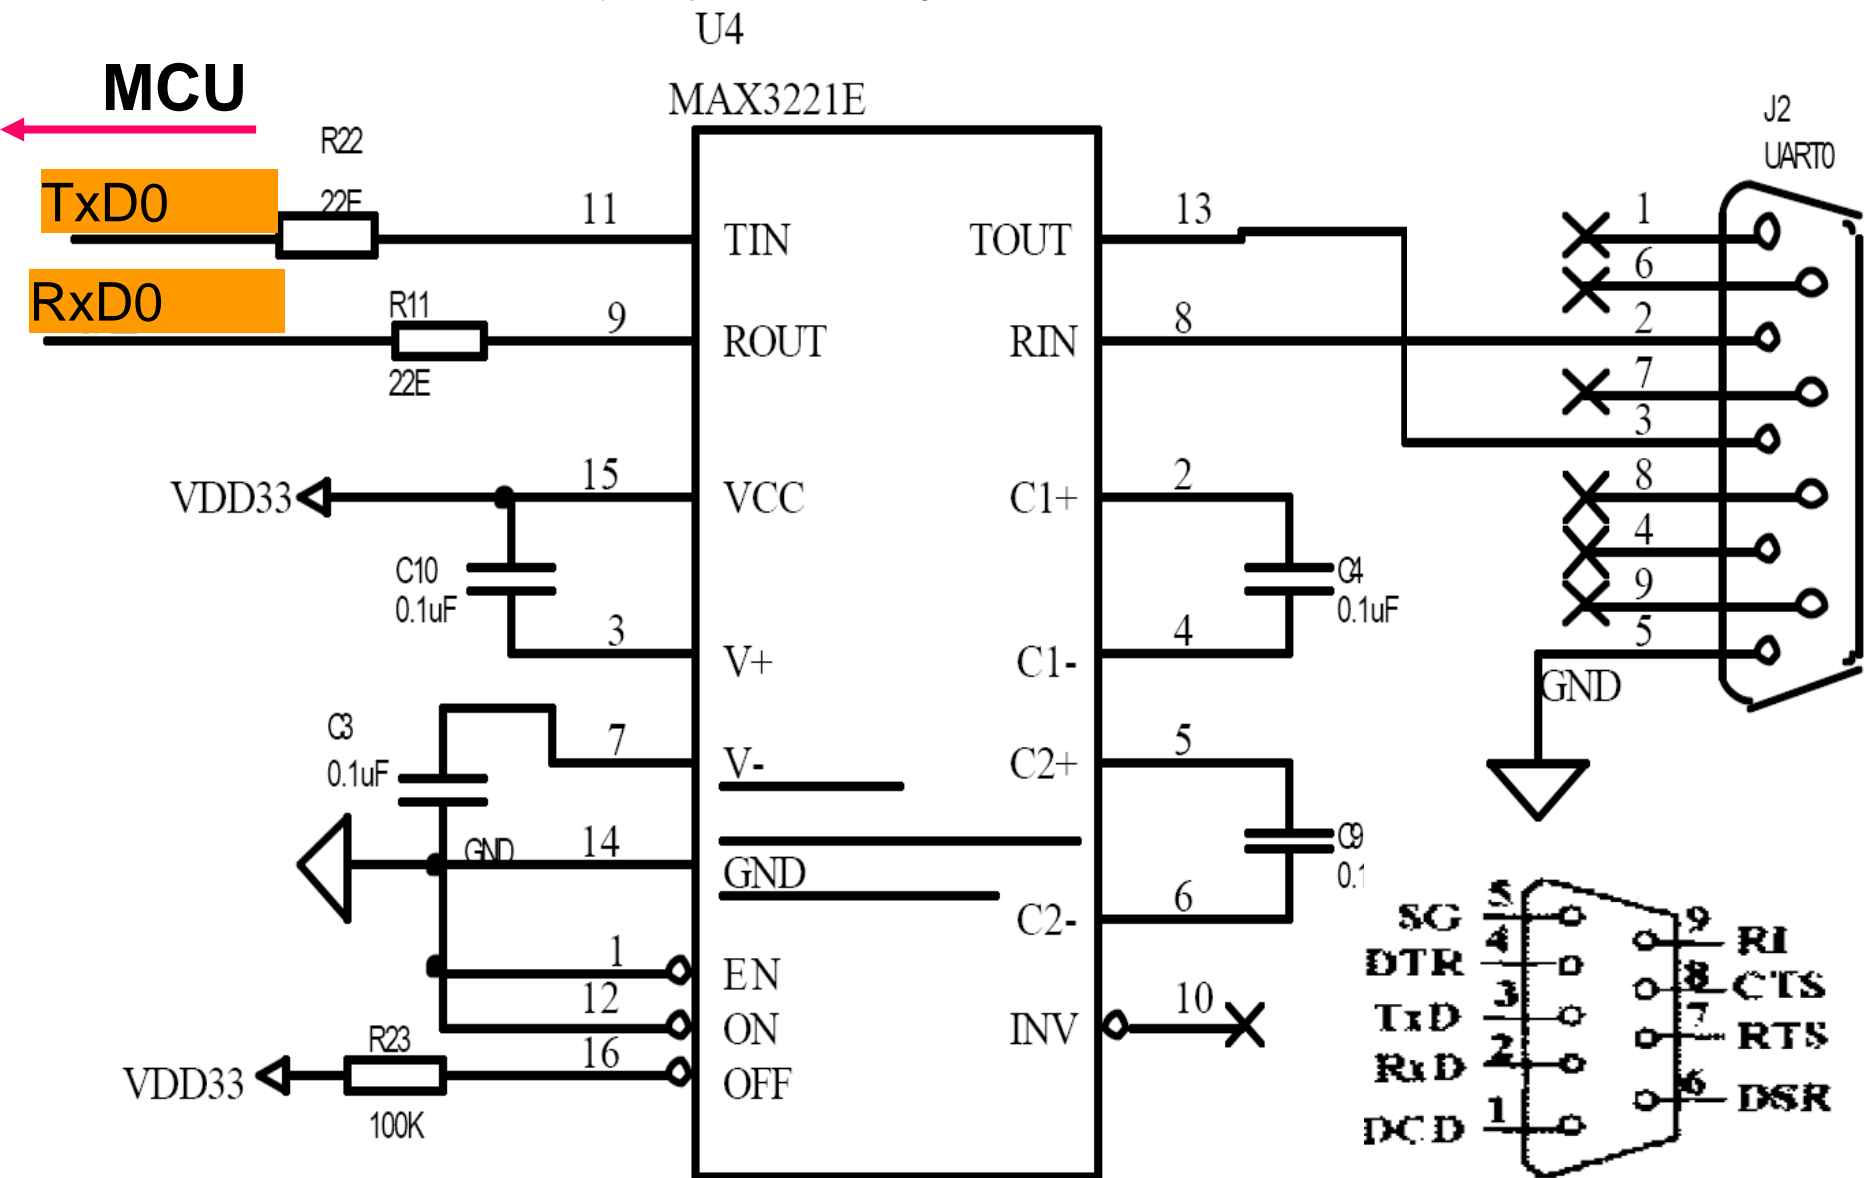 U4
MAX3221E
MCU
R22
22E
TxD0
RxD0
R11
22E
11
9
TIN
TOUT
ROUT
RIN
13
8
J2
UART0
1
6
2
7
3
8
4
9
5
GND
VDD33
15
VCC
C1+
2
C10
0.1uF
C4
0.1uF
3
V+
C1-
4
C3
0.1uF
7
V-
C2+
5
GND
14
GND
C9
C2-
6
1
EN
12
ON
INV
10
VDD33
R23
100K
16
OFF
SG 5
DTR 4
TxD 3
RxD 2
DCD 1
9 RI
8 CTS
7 RTS
6 DSR